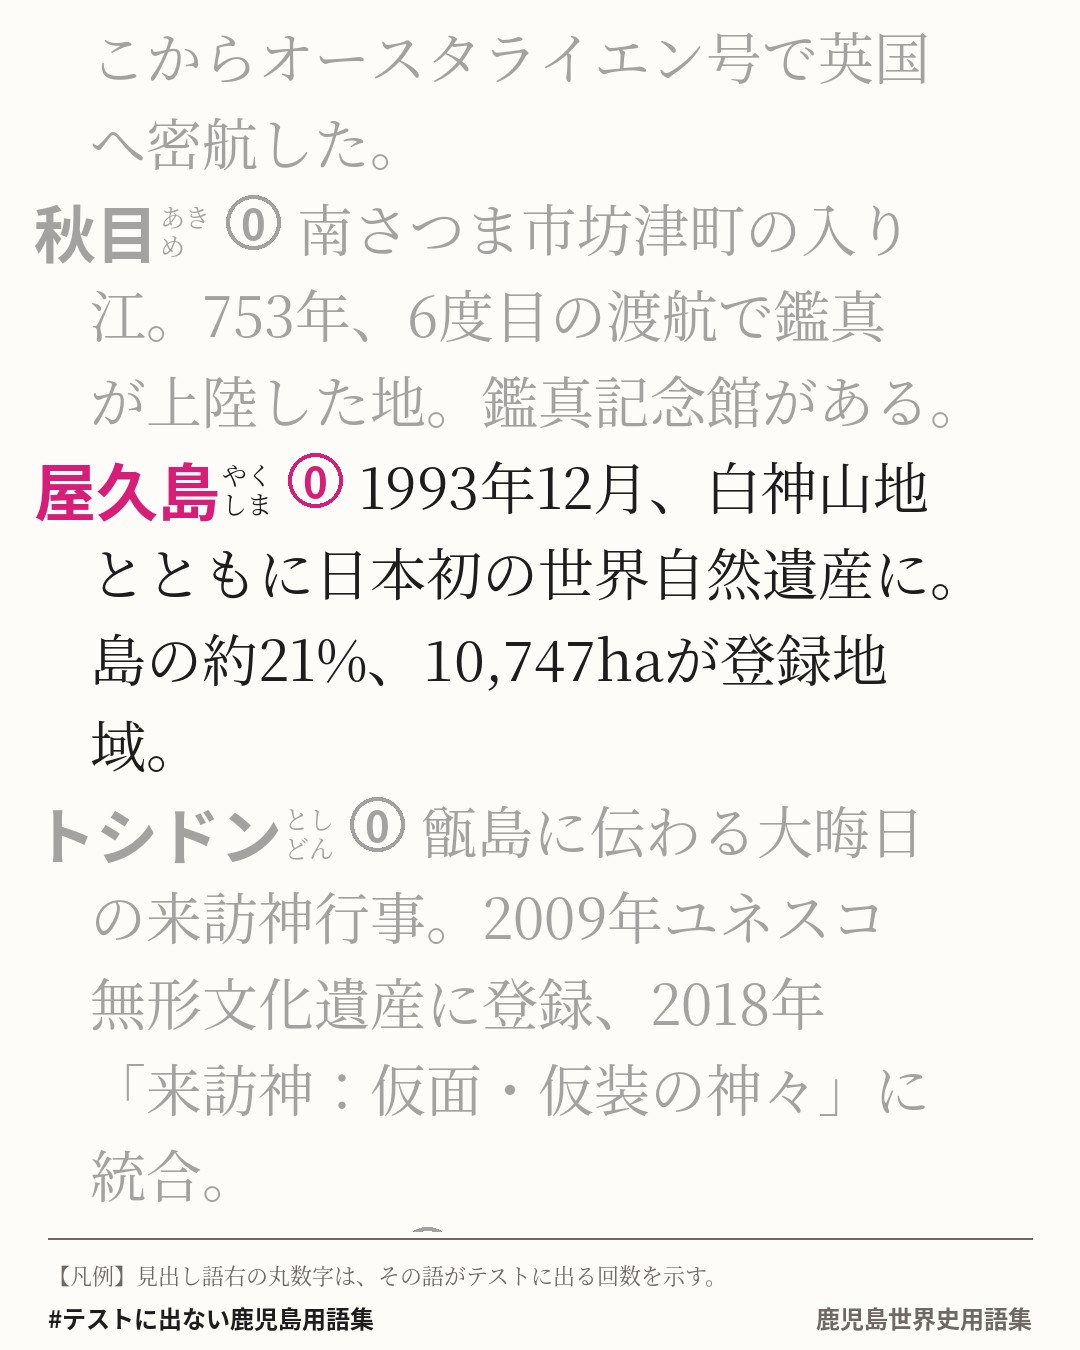 こからオースタライエン号で英国
へ密航した。
秋目 あきめ ⓪ 南さつま市坊津町の入り
江。753年、6度目の渡航で鑑真
が上陸した地。鑑真記念館がある。
屋久島 やくしま ⓪ 1993年12月、白神山地
とともに日本初の世界自然遺産に。
島の約21%、10,747haが登録地
域。
トシドン としどん ⓪ 甑島に伝わる大晦日
の来訪神行事。2009年ユネスコ
無形文化遺産に登録、2018年
「来訪神：仮面・仮装の神々」に
統合。
【凡例】見出し語右の丸数字は、その語がテストに出る回数を示す。
#テストに出ない鹿児島用語集
鹿児島世界史用語集